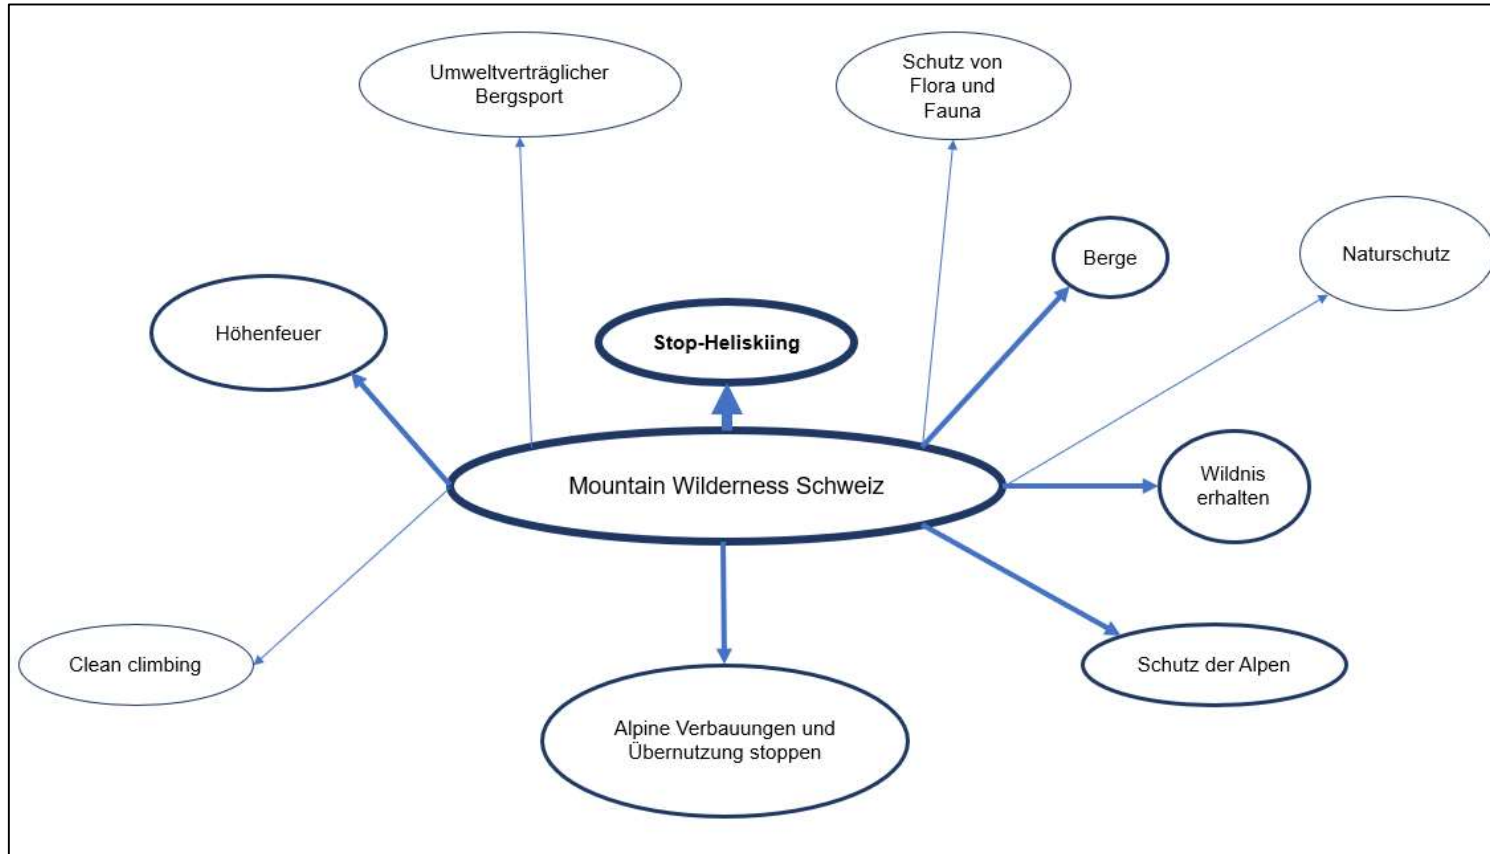 Umweltverträglicher
Bergsport
Schutz von
Flora und
Fauna
Berge
Naturschutz
Höhenfeuer
Stop-Heliskiing
Mountain Wilderness Schweiz
Wildnis
erhalten
Clean climbing
Schutz der Alpen
Alpine Verbauungen und
Übernutzung stoppen